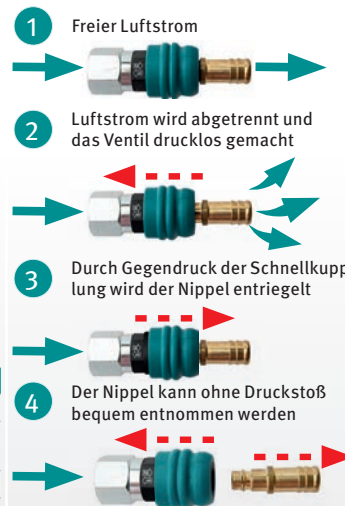 1 Freier Luftstrom
2 Luftstrom wird abgetrennt und
das Ventil drucklos gemacht
3 Durch Gegendruck der Schnellkupp
lung wird der Nippel entriegelt
4 Der Nippel kann ohne Druckstoß
bequem entnommen werden